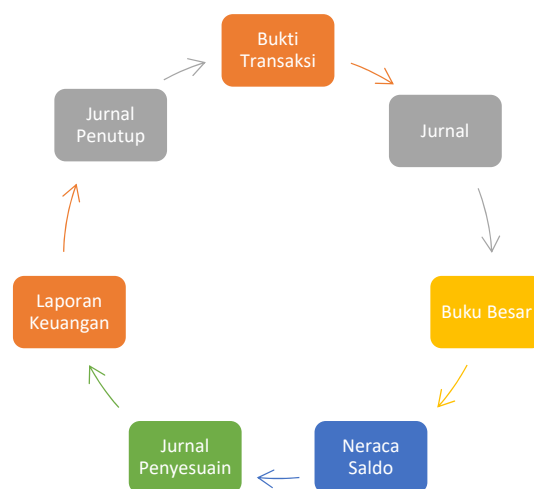 Bukti
Transaksi
Jurnal
Buku Besar
Neraca
Saldo
Jurnal
Penyesuain
Laporan
Keuangan
Jurnal
Penutup